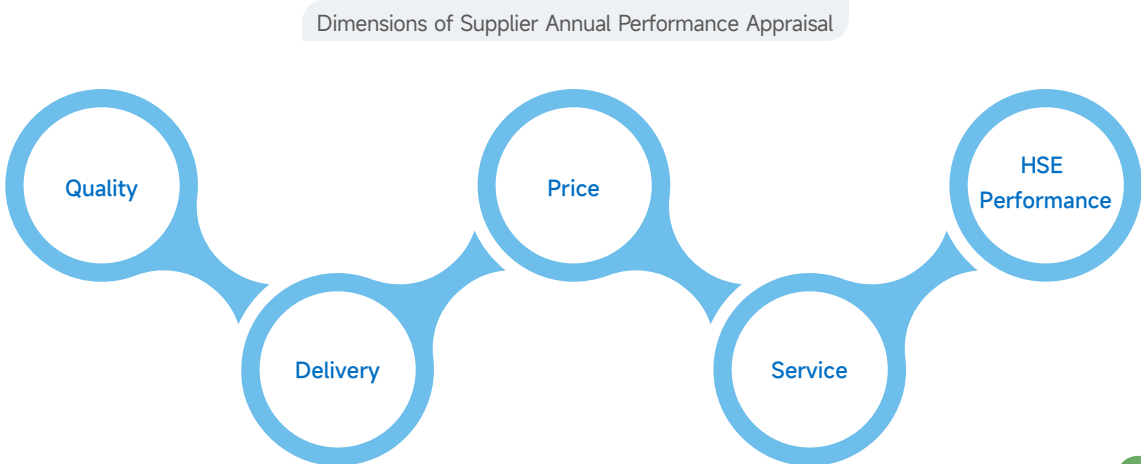 Dimensions of Supplier Annual Performance Appraisal
Quality
Delivery
Price
Service
HSE
Performance